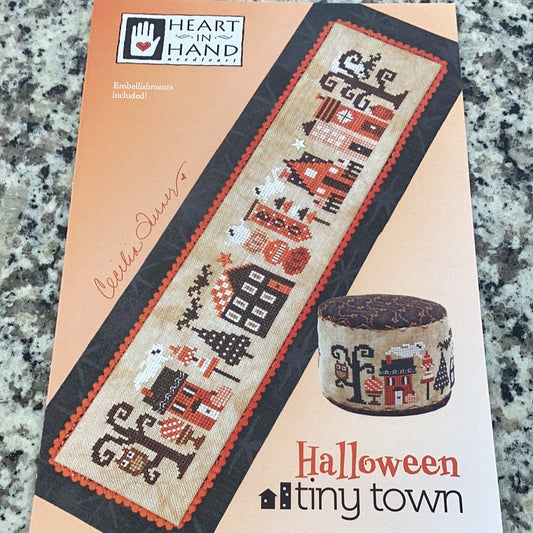 HEART
·IN·
HAND
needleart
Embellishments
included!
Cecilia Turner
Halloween
tiny town